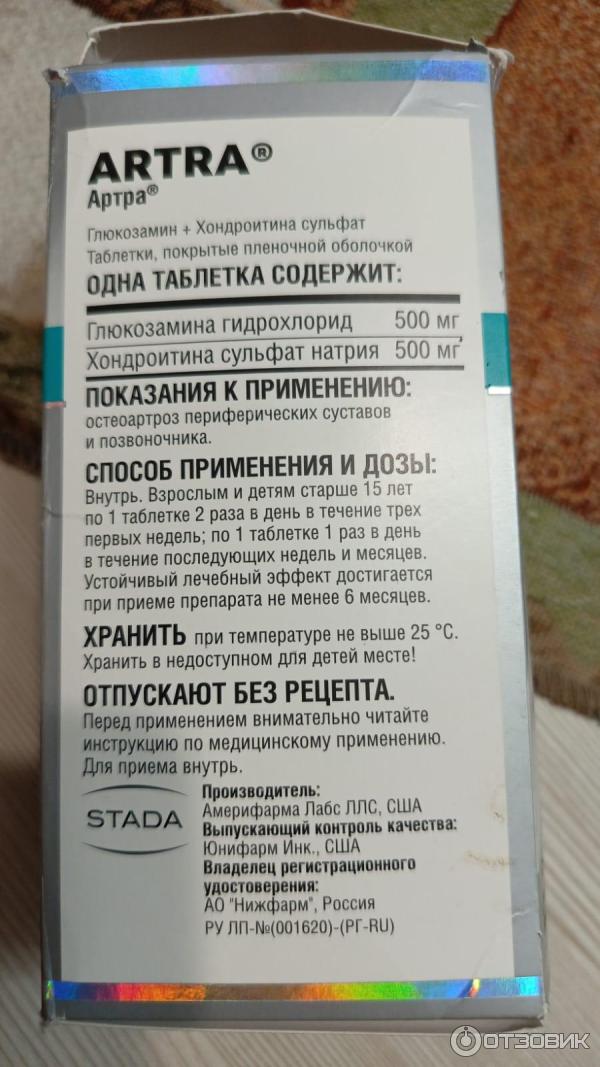 ARTRA®
Артра®
Глюкозамин + Хондроитина сульфат
Таблетки, покрытые пленочной оболочкой
ОДНА ТАБЛЕТКА СОДЕРЖИТ:
Глюкозамина гидрохлорид 500 мг
Хондроитина сульфат натрия 500 мг
ПОКАЗАНИЯ К ПРИМЕНЕНИЮ:
остеоартроз периферических суставов
и позвоночника.
СПОСОБ ПРИМЕНЕНИЯ И ДОЗЫ:
Внутрь. Взрослым и детям старше 15 лет
по 1 таблетке 2 раза в день в течение трех
первых недель; по 1 таблетке 1 раз в день
в течение последующих недель и месяцев.
Устойчивый лечебный эффект достигается
при приеме препарата не менее 6 месяцев.
ХРАНИТЬ при температуре не выше 25 °С.
Хранить в недоступном для детей месте!
ОТПУСКАЮТ БЕЗ РЕЦЕПТА.
Перед применением внимательно читайте
инструкцию по медицинскому применению.
Для приема внутрь.
STADA
Производитель:
Америфарма Лабс ЛЛС, США
Выпускающий контроль качества:
Юнифарм Инк., США
Владелец регистрационного
удостоверения:
АО "Нижфарм", Россия
РУ ЛП-№(001620)-(РГ-RU)
ОТЗОВИК